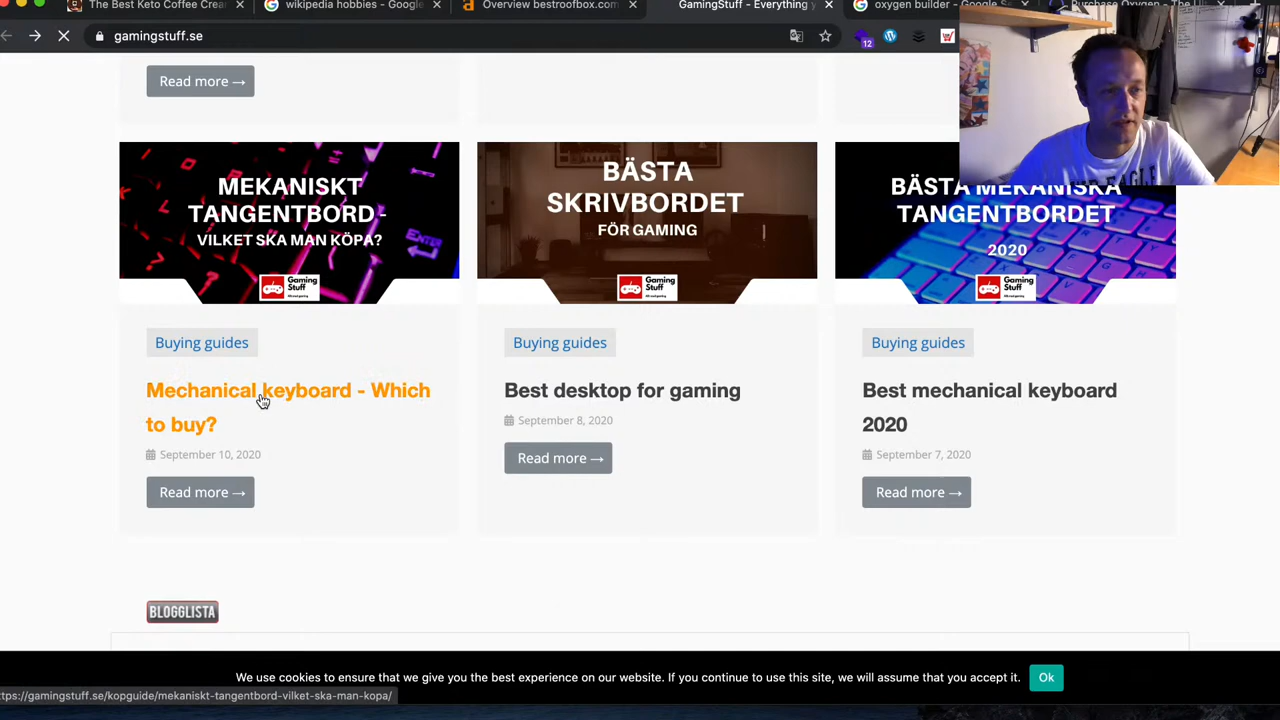 The Best Keto Coffee Crea
wikipedia hobbies - Google
Overview bestroofbox.com
GamingStuff - Everything y
oxygen builder - Google S
Purchase Oxygen - The Ul
gamingstuff.se
12
Read more →
MEKANISKT
TANGENTBORD -
VILKET SKA MAN KÖPA?
ENTER
Gaming
Stuff
BÄSTA
SKRIVBORDET
FÖR GAMING
Gaming
Stuff
BÄSTA MEKANISKA
TANGENTBORDET
2020
Gaming
Stuff
EAGLE
Buying guides
Mechanical keyboard - Which
to buy?
September 10, 2020
Read more →
Buying guides
Best desktop for gaming
September 8, 2020
Read more →
Buying guides
Best mechanical keyboard
2020
September 7, 2020
Read more →
BLOGGLISTA
We use cookies to ensure that we give you the best experience on our website. If you continue to use this site, we will assume that you accept it.
Ok
ttps://gamingstuff.se/kopguide/mekaniskt-tangentbord-vilket-ska-man-kopa/